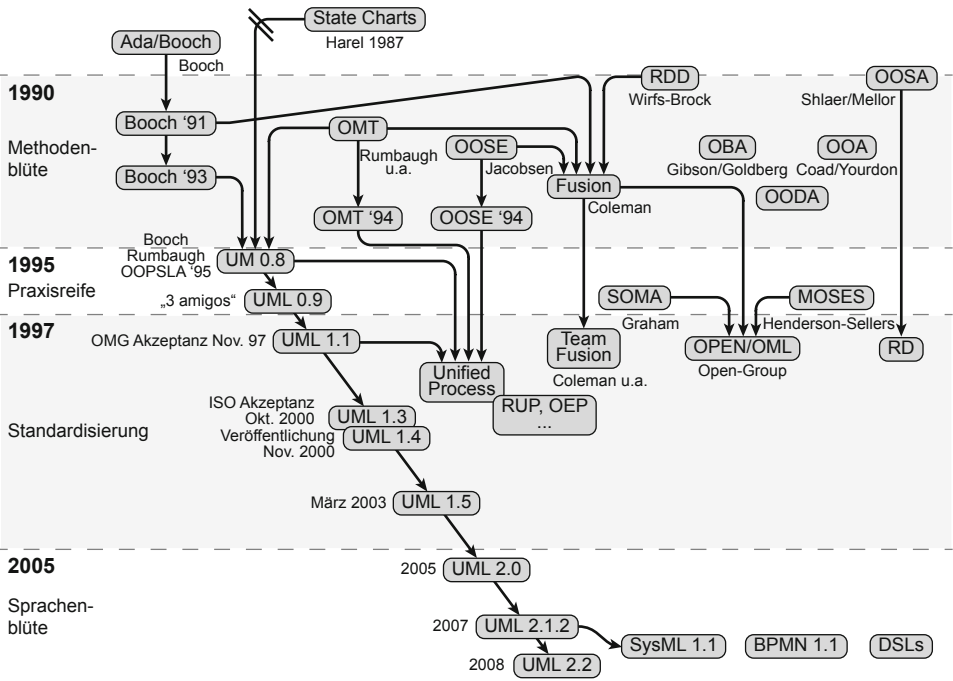 State Charts
Harel 1987
Ada/Booch
Booch
1990
RDD
Wirfs-Brock
OOSA
Shlaer/Mellor
Methoden-
blüte
Booch ‘91
OMT
Rumbaugh
u.a.
OOSE
Jacobsen
OBA
Gibson/Goldberg
OOA
Coad/Yourdon
Booch ‘93
Fusion
Coleman
OODA
OMT ‘94
OOSE ‘94
Booch
Rumbaugh
OOPSLA ‘95
UM 0.8
1995
Praxisreife
„3 amigos“
UML 0.9
SOMA
Graham
MOSES
Henderson-Sellers
1997
OMG Akzeptanz Nov. 97
UML 1.1
Team
Fusion
Coleman u.a.
OPEN/OML
Open-Group
RD
Unified
Process
RUP, OEP
...
ISO Akzeptanz
Okt. 2000
UML 1.3
Veröffentlichung
Nov. 2000
UML 1.4
Standardisierung
März 2003
UML 1.5
2005
2005
UML 2.0
Sprachen-
blüte
2007
UML 2.1.2
SysML 1.1
BPMN 1.1
DSLs
2008
UML 2.2